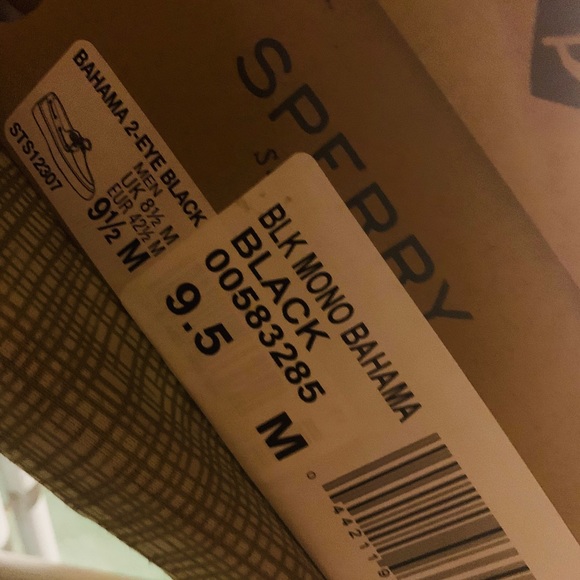 SPERRY
BAHAMA 2-EYE BLACK
MEN
UK 8½ M
EUR 42½ M
9½ M
STS12307
BLK MONO BAHAMA
BLACK
00583285
9.5
M